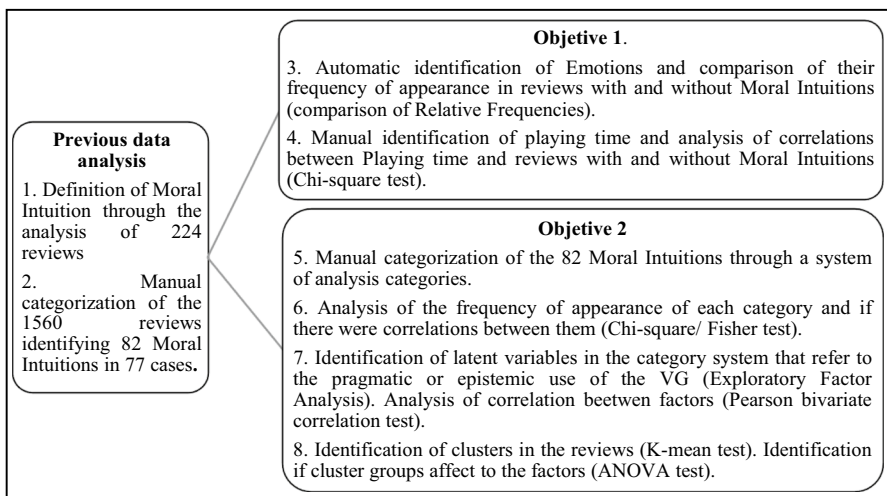 Previous data
analysis
1. Definition of Moral
Intuition through the
analysis of 224
reviews
2. Manual
categorization of the
1560 reviews
identifying 82 Moral
Intuitions in 77 cases.
Objetive 1.
3. Automatic identification of Emotions and comparison of their
frequency of appearance in reviews with and without Moral Intuitions
(comparison of Relative Frequencies).
4. Manual identification of playing time and analysis of correlations
between Playing time and reviews with and without Moral Intuitions
(Chi-square test).
Objetive 2
5. Manual categorization of the 82 Moral Intuitions through a system
of analysis categories.
6. Analysis of the frequency of appearance of each category and if
there were correlations between them (Chi-square/ Fisher test).
7. Identification of latent variables in the category system that refer to
the pragmatic or epistemic use of the VG (Exploratory Factor
Analysis). Analysis of correlation beetwen factors (Pearson bivariate
correlation test).
8. Identification of clusters in the reviews (K-mean test). Identification
if cluster groups affect to the factors (ANOVA test).